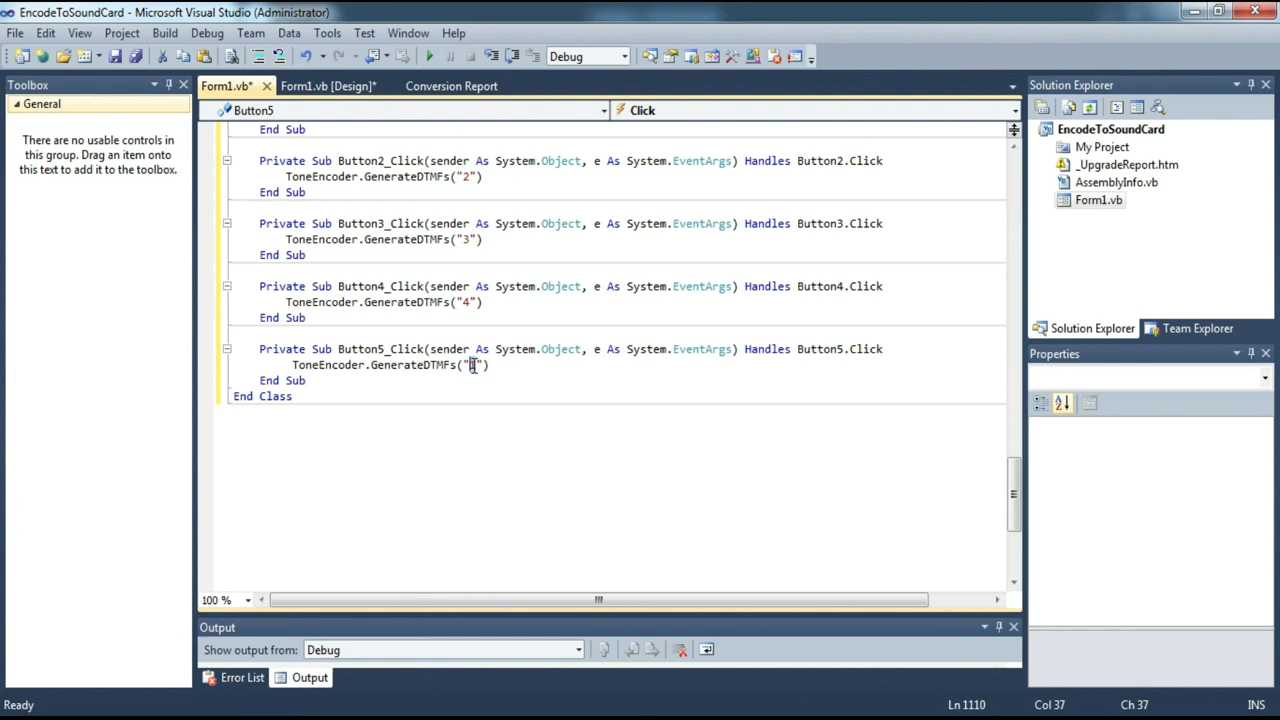 EncodeToSoundCard - Microsoft Visual Studio (Administrator)
File Edit View Project Build Debug Team Data Tools Test Window Help
Debug
Toolbox
General
There are no usable controls in
this group. Drag an item onto
this text to add it to the toolbox.
Form1.vb*
Form1.vb [Design]*
Conversion Report
Button5
Click
End Sub
Private Sub Button2_Click(sender As System.Object, e As System.EventArgs) Handles Button2.Click
ToneEncoder.GenerateDTMFs("2")
End Sub
Private Sub Button3_Click(sender As System.Object, e As System.EventArgs) Handles Button3.Click
ToneEncoder.GenerateDTMFs("3")
End Sub
Private Sub Button4_Click(sender As System.Object, e As System.EventArgs) Handles Button4.Click
ToneEncoder.GenerateDTMFs("4")
End Sub
Private Sub Button5_Click(sender As System.Object, e As System.EventArgs) Handles Button5.Click
ToneEncoder.GenerateDTMFs("")
End Sub
End Class
100 %
Output
Show output from: Debug
Error List
Output
Solution Explorer
EncodeToSoundCard
My Project
_UpgradeReport.htm
AssemblyInfo.vb
Form1.vb
Solution Explorer
Team Explorer
Properties
Ready
Ln 1110
Col 37
Ch 37
INS